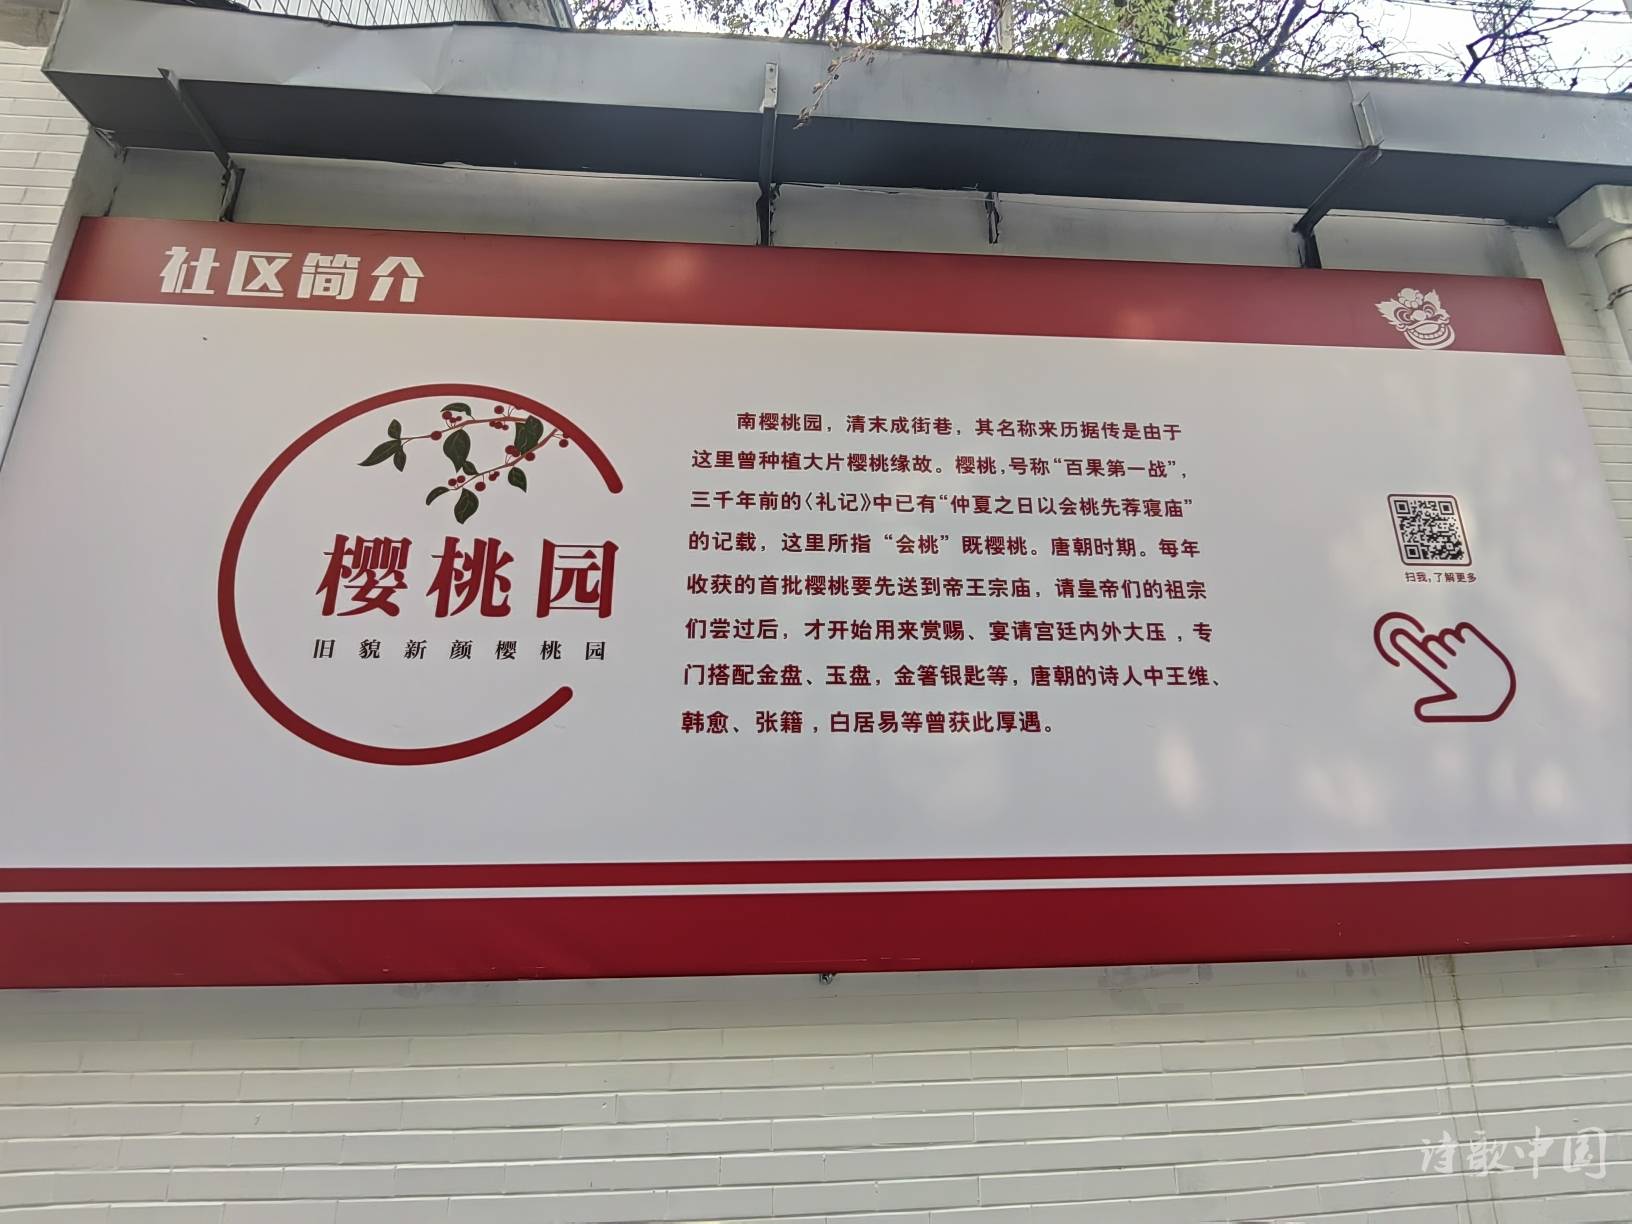 社区简介
樱桃园
旧貌新颜樱桃园
南樱桃园，清末成街巷，其名称来历据传是由于
这里曾种植大片樱桃缘故。樱桃,号称“百果第一战”，
三千年前的〈礼记》中已有“仲夏之日以会桃先荐寝庙”
的记载，这里所指“会桃”既樱桃。唐朝时期。每年
收获的首批樱桃要先送到帝王宗庙，请皇帝们的祖宗
们尝过后，才开始用来赏赐、宴请宫廷内外大压，专
门搭配金盘、玉盘，金箸银匙等，唐朝的诗人中王维、
韩愈、张籍，白居易等曾获此厚遇。
扫我,了解更多
诗歌中国